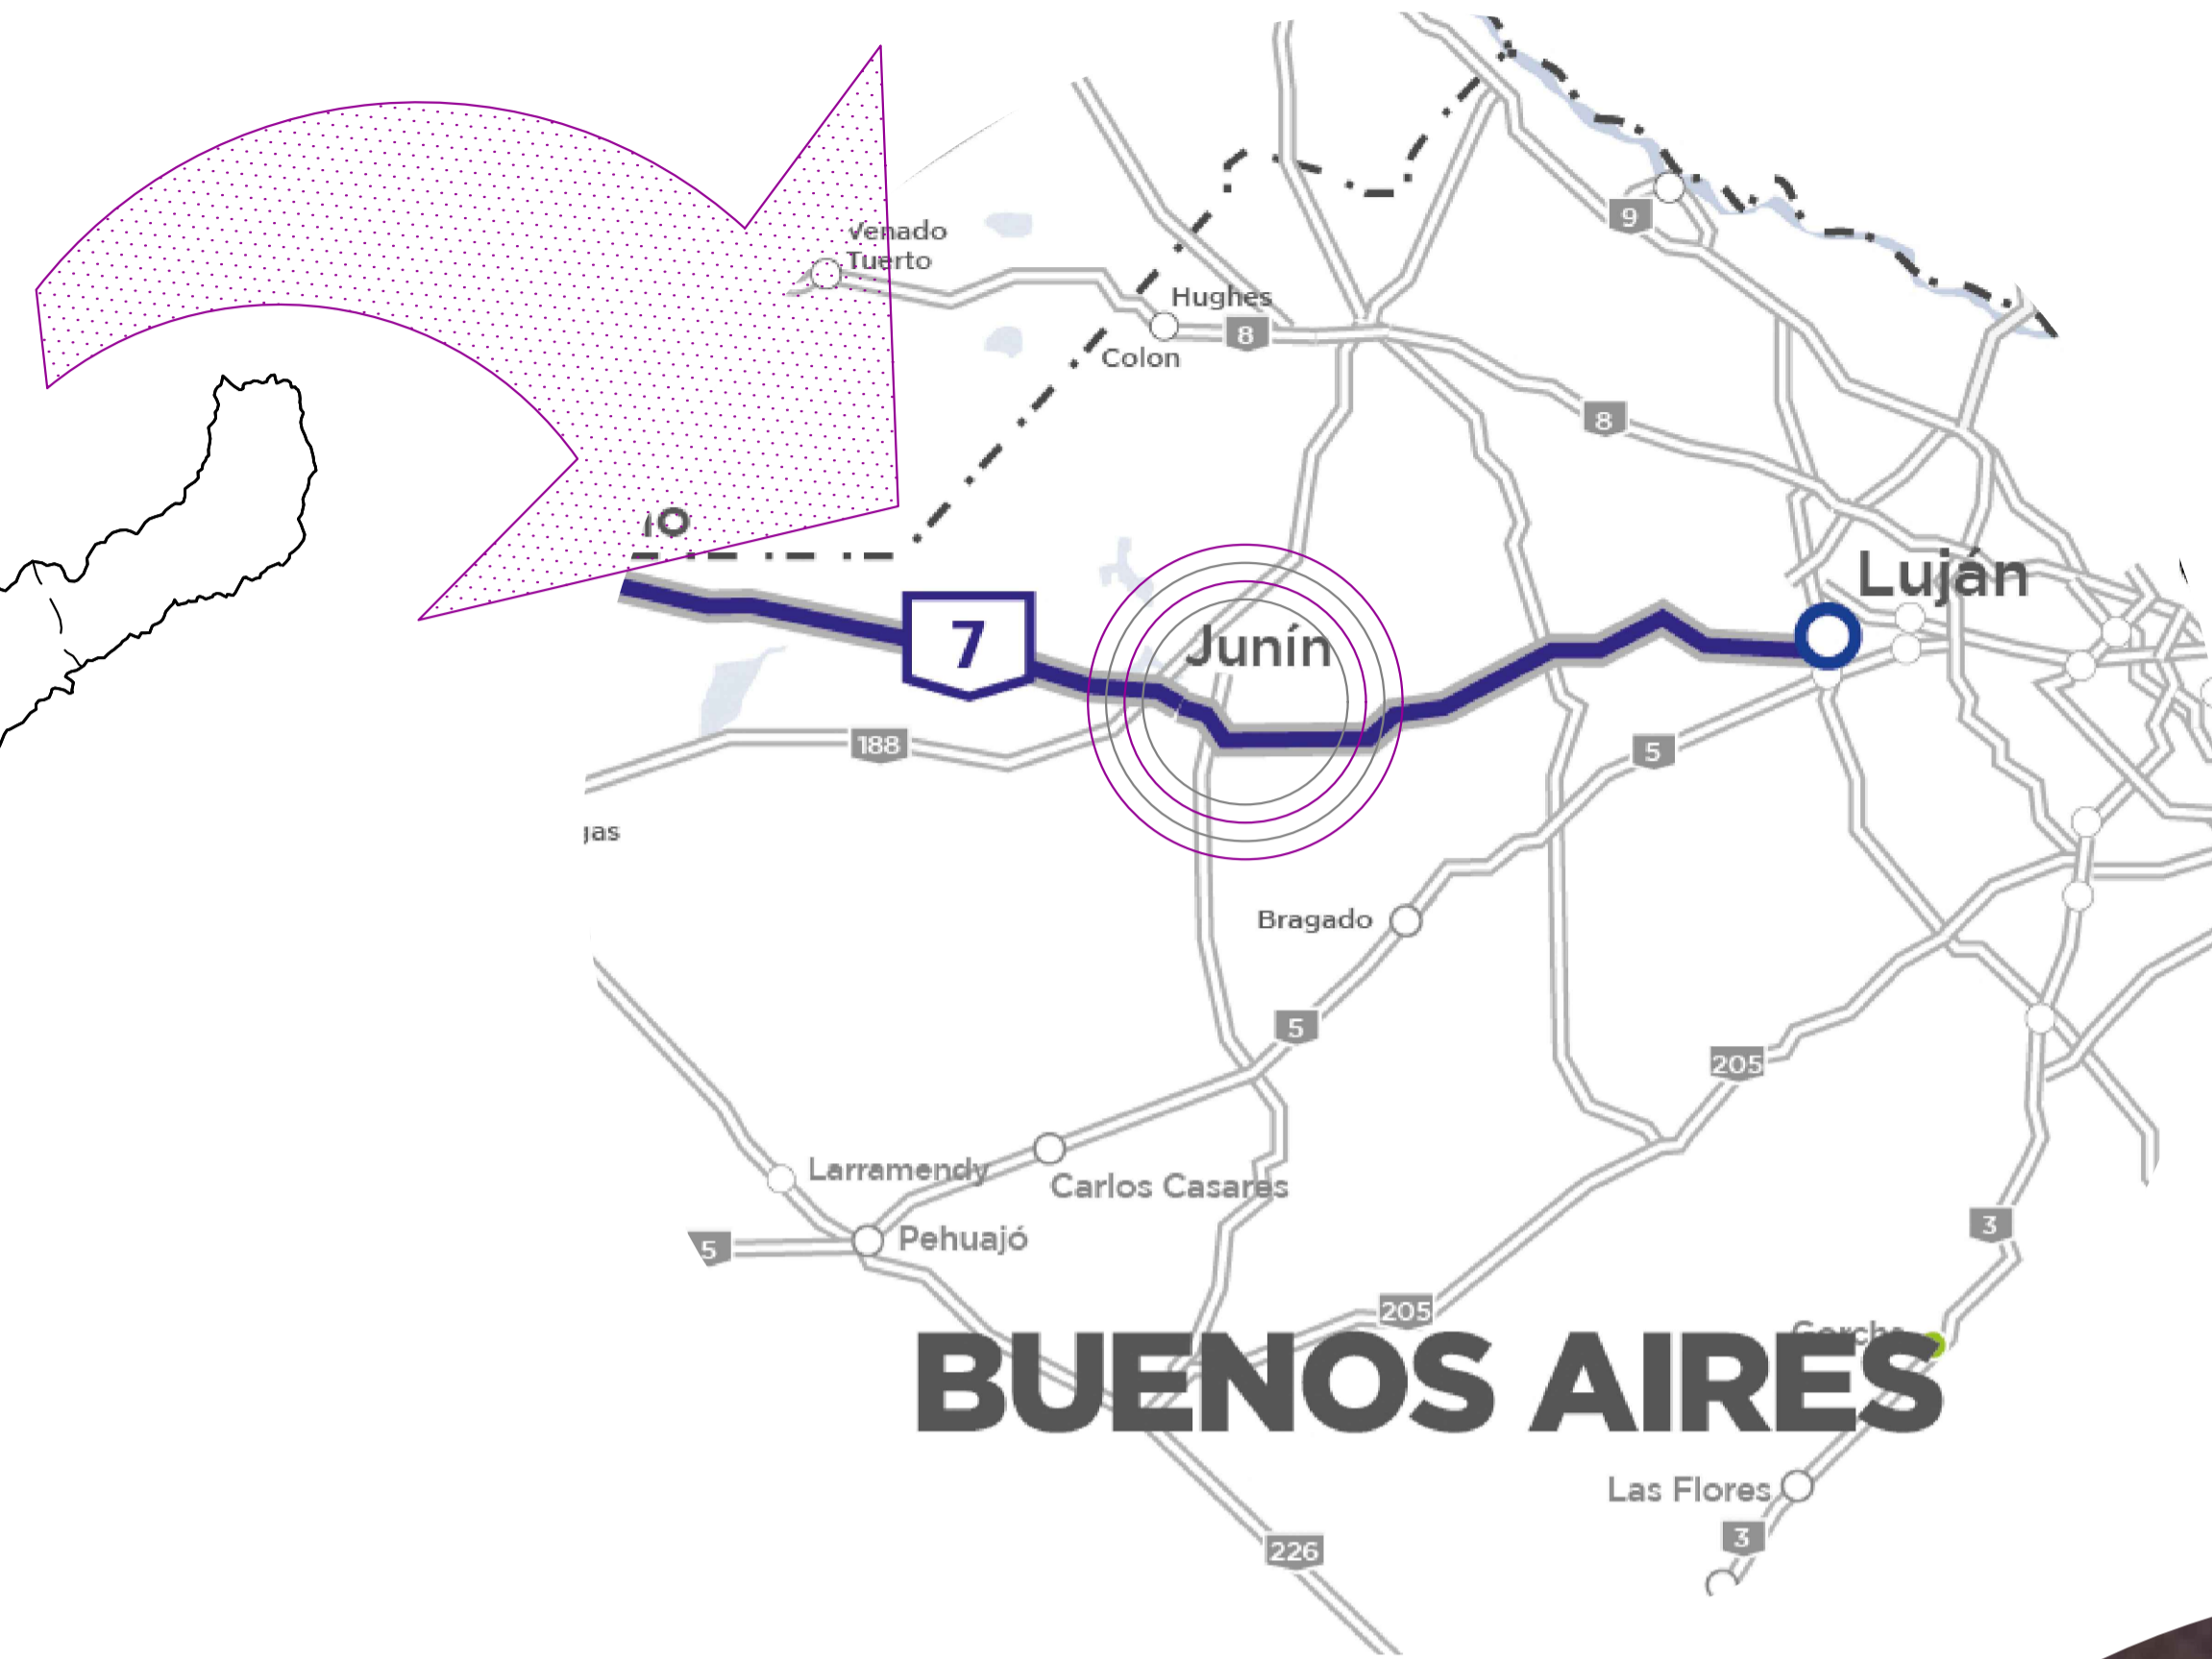 9
Venado
Tuerto
Hughes
8
Colon
8
Luján
7
Junín
188
5
Bragado
5
205
Larramendy
Carlos Casares
3
Pehuajó
5
205
BUENOS AIRES
Las Flores
3
226